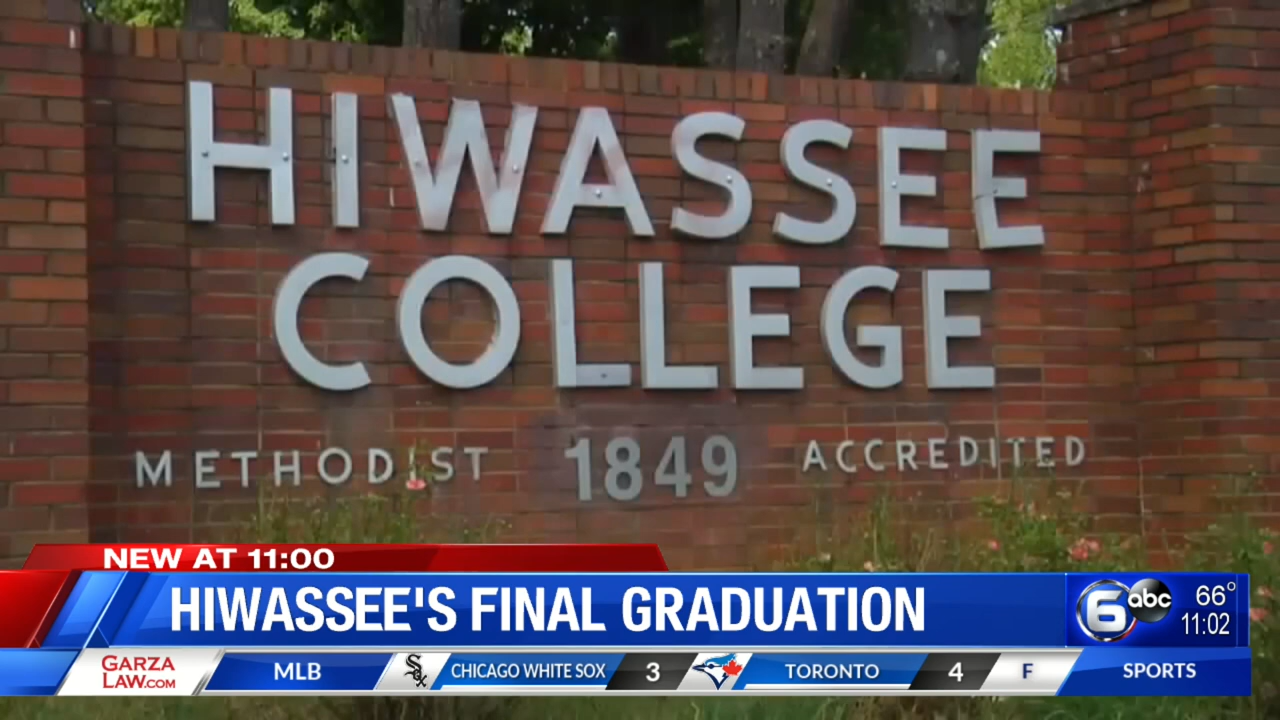 HIWASSEE
COLLEGE
METHODIST 1849 ACCREDITED
NEW AT 11:00
HIWASSEE'S FINAL GRADUATION
6 abc 66°
11:02
GARZA
LAW.COM
MLB Sox CHICAGO WHITE SOX 3 TORONTO 4 F SPORTS